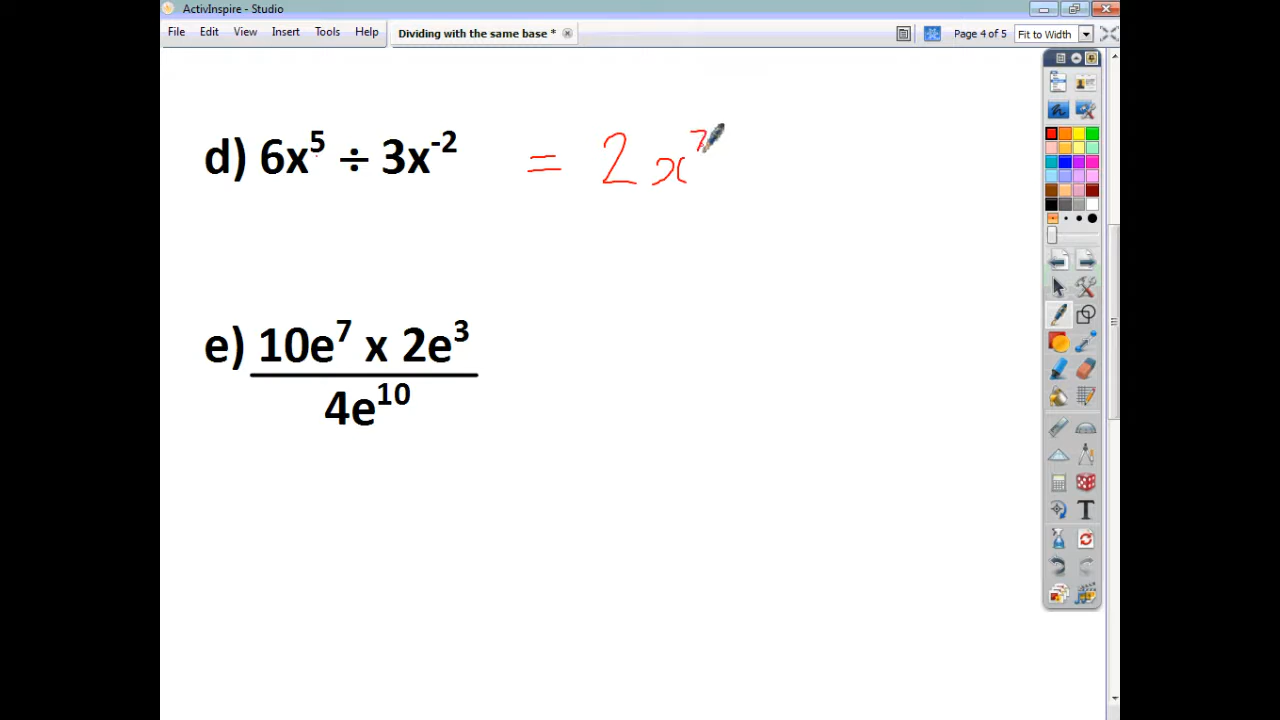 ActivInspire - Studio
File Edit View Insert Tools Help Dividing with the same base * Page 4 of 5 Fit to Width
d) 6x⁵ ÷ 3x⁻² = 2x⁷
e) 10e⁷ x 2e³
4e¹⁰
T